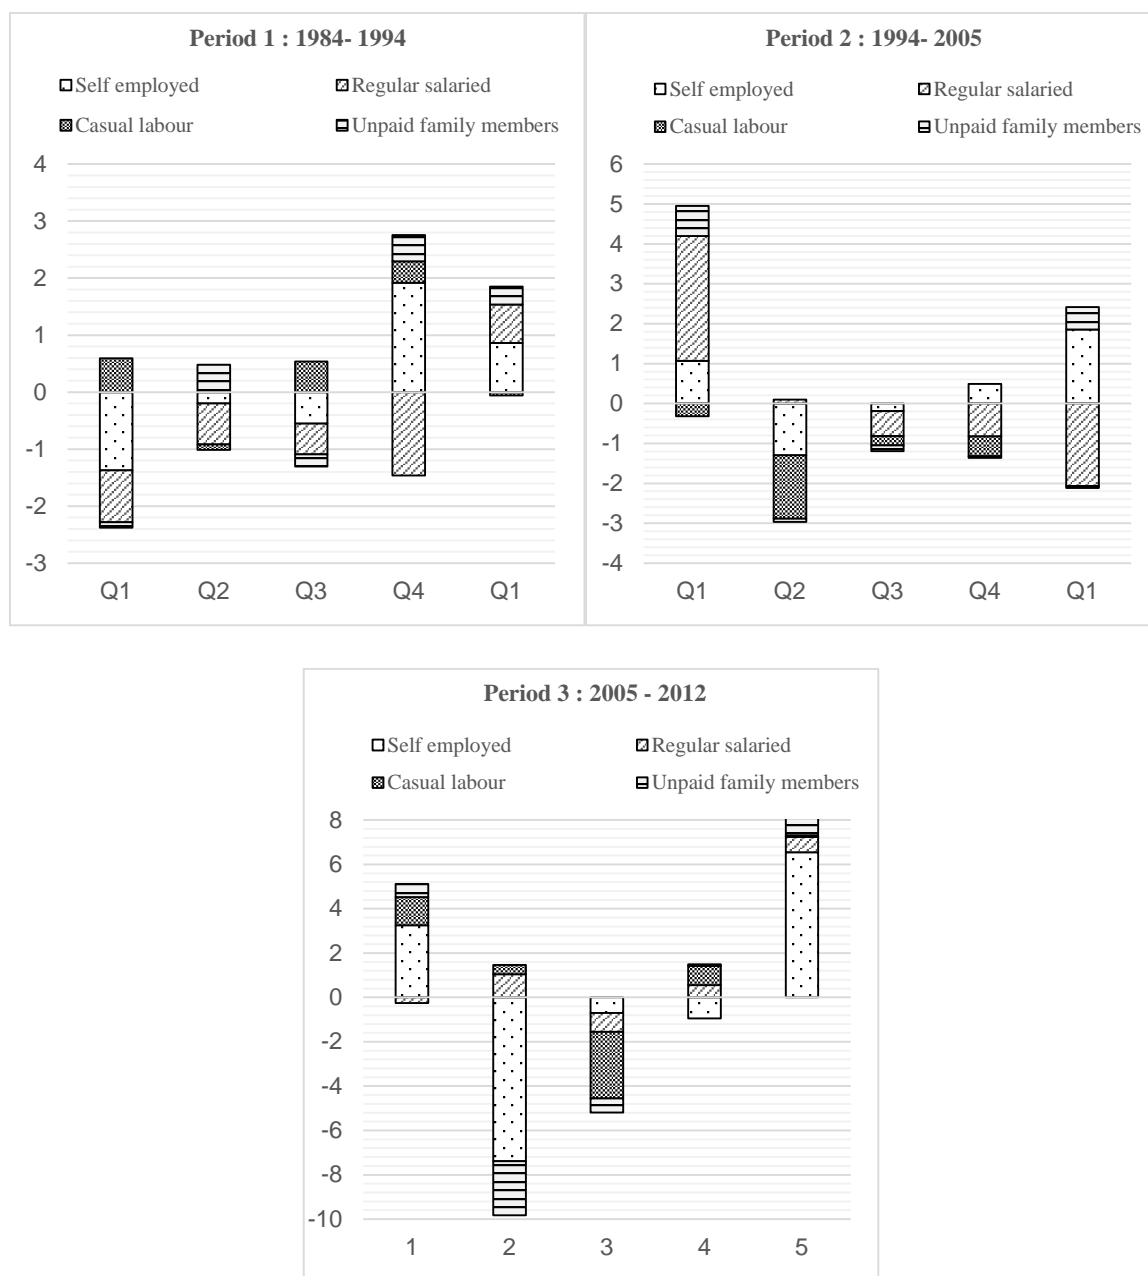 Period 1 : 1984- 1994
Self employed
Regular salaried
Casual labour
Unpaid family members
4
3
2
1
0
-1
-2
-3
Q1 Q2 Q3 Q4 Q1
Period 2 : 1994- 2005
Self employed
Regular salaried
Casual labour
Unpaid family members
6
5
4
3
2
1
0
-1
-2
-3
-4
Q1 Q2 Q3 Q4 Q1
Period 3 : 2005 - 2012
Self employed
Regular salaried
Casual labour
Unpaid family members
8
6
4
2
0
-2
-4
-6
-8
-10
1 2 3 4 5